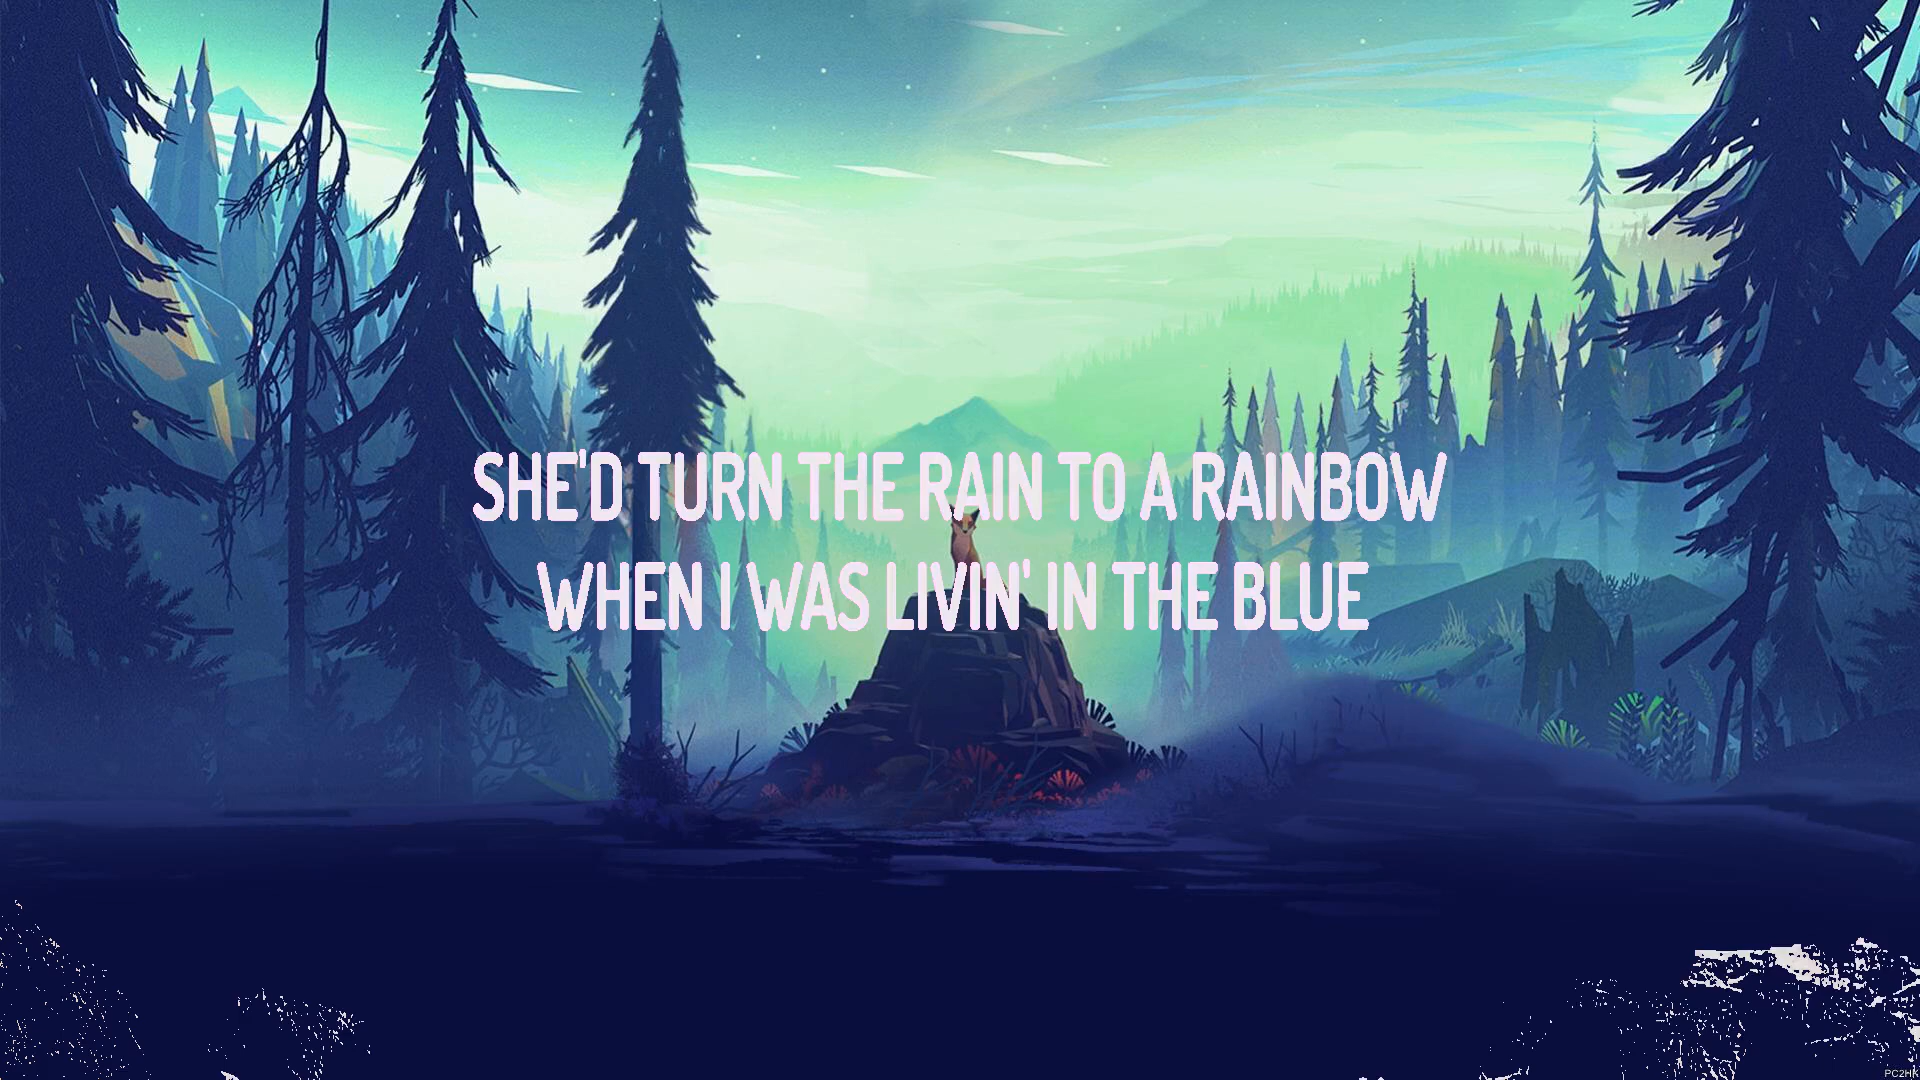 SHE'D TURN THE RAIN TO A RAINBOW
WHEN I WAS LIVIN' IN THE BLUE